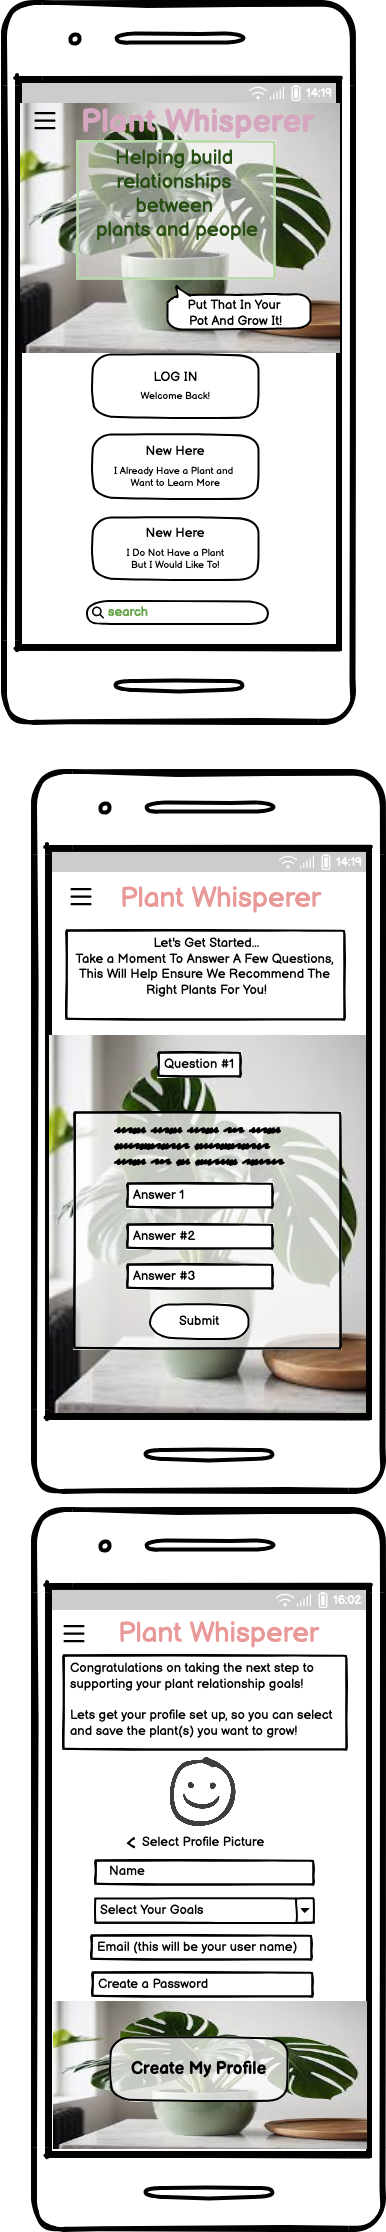 14:19
Plant Whisperer
Helping build
relationships
between
plants and people
Put That In Your
Pot And Grow It!
LOG IN
Welcome Back!
New Here
I Already Have a Plant and
Want to Learn More
New Here
I Do Not Have a Plant
But I Would Like To!
search
14:19
Plant Whisperer
Let's Get Started...
Take a Moment To Answer A Few Questions,
This Will Help Ensure We Recommend The
Right Plants For You!
Question #1
Answer 1
Answer #2
Answer #3
Submit
16:02
Plant Whisperer
Congratulations on taking the next step to
supporting your plant relationship goals!
Lets get your profile set up, so you can select
and save the plant(s) you want to grow!
< Select Profile Picture
Name
Select Your Goals
Email (this will be your user name)
Create a Password
Create My Profile